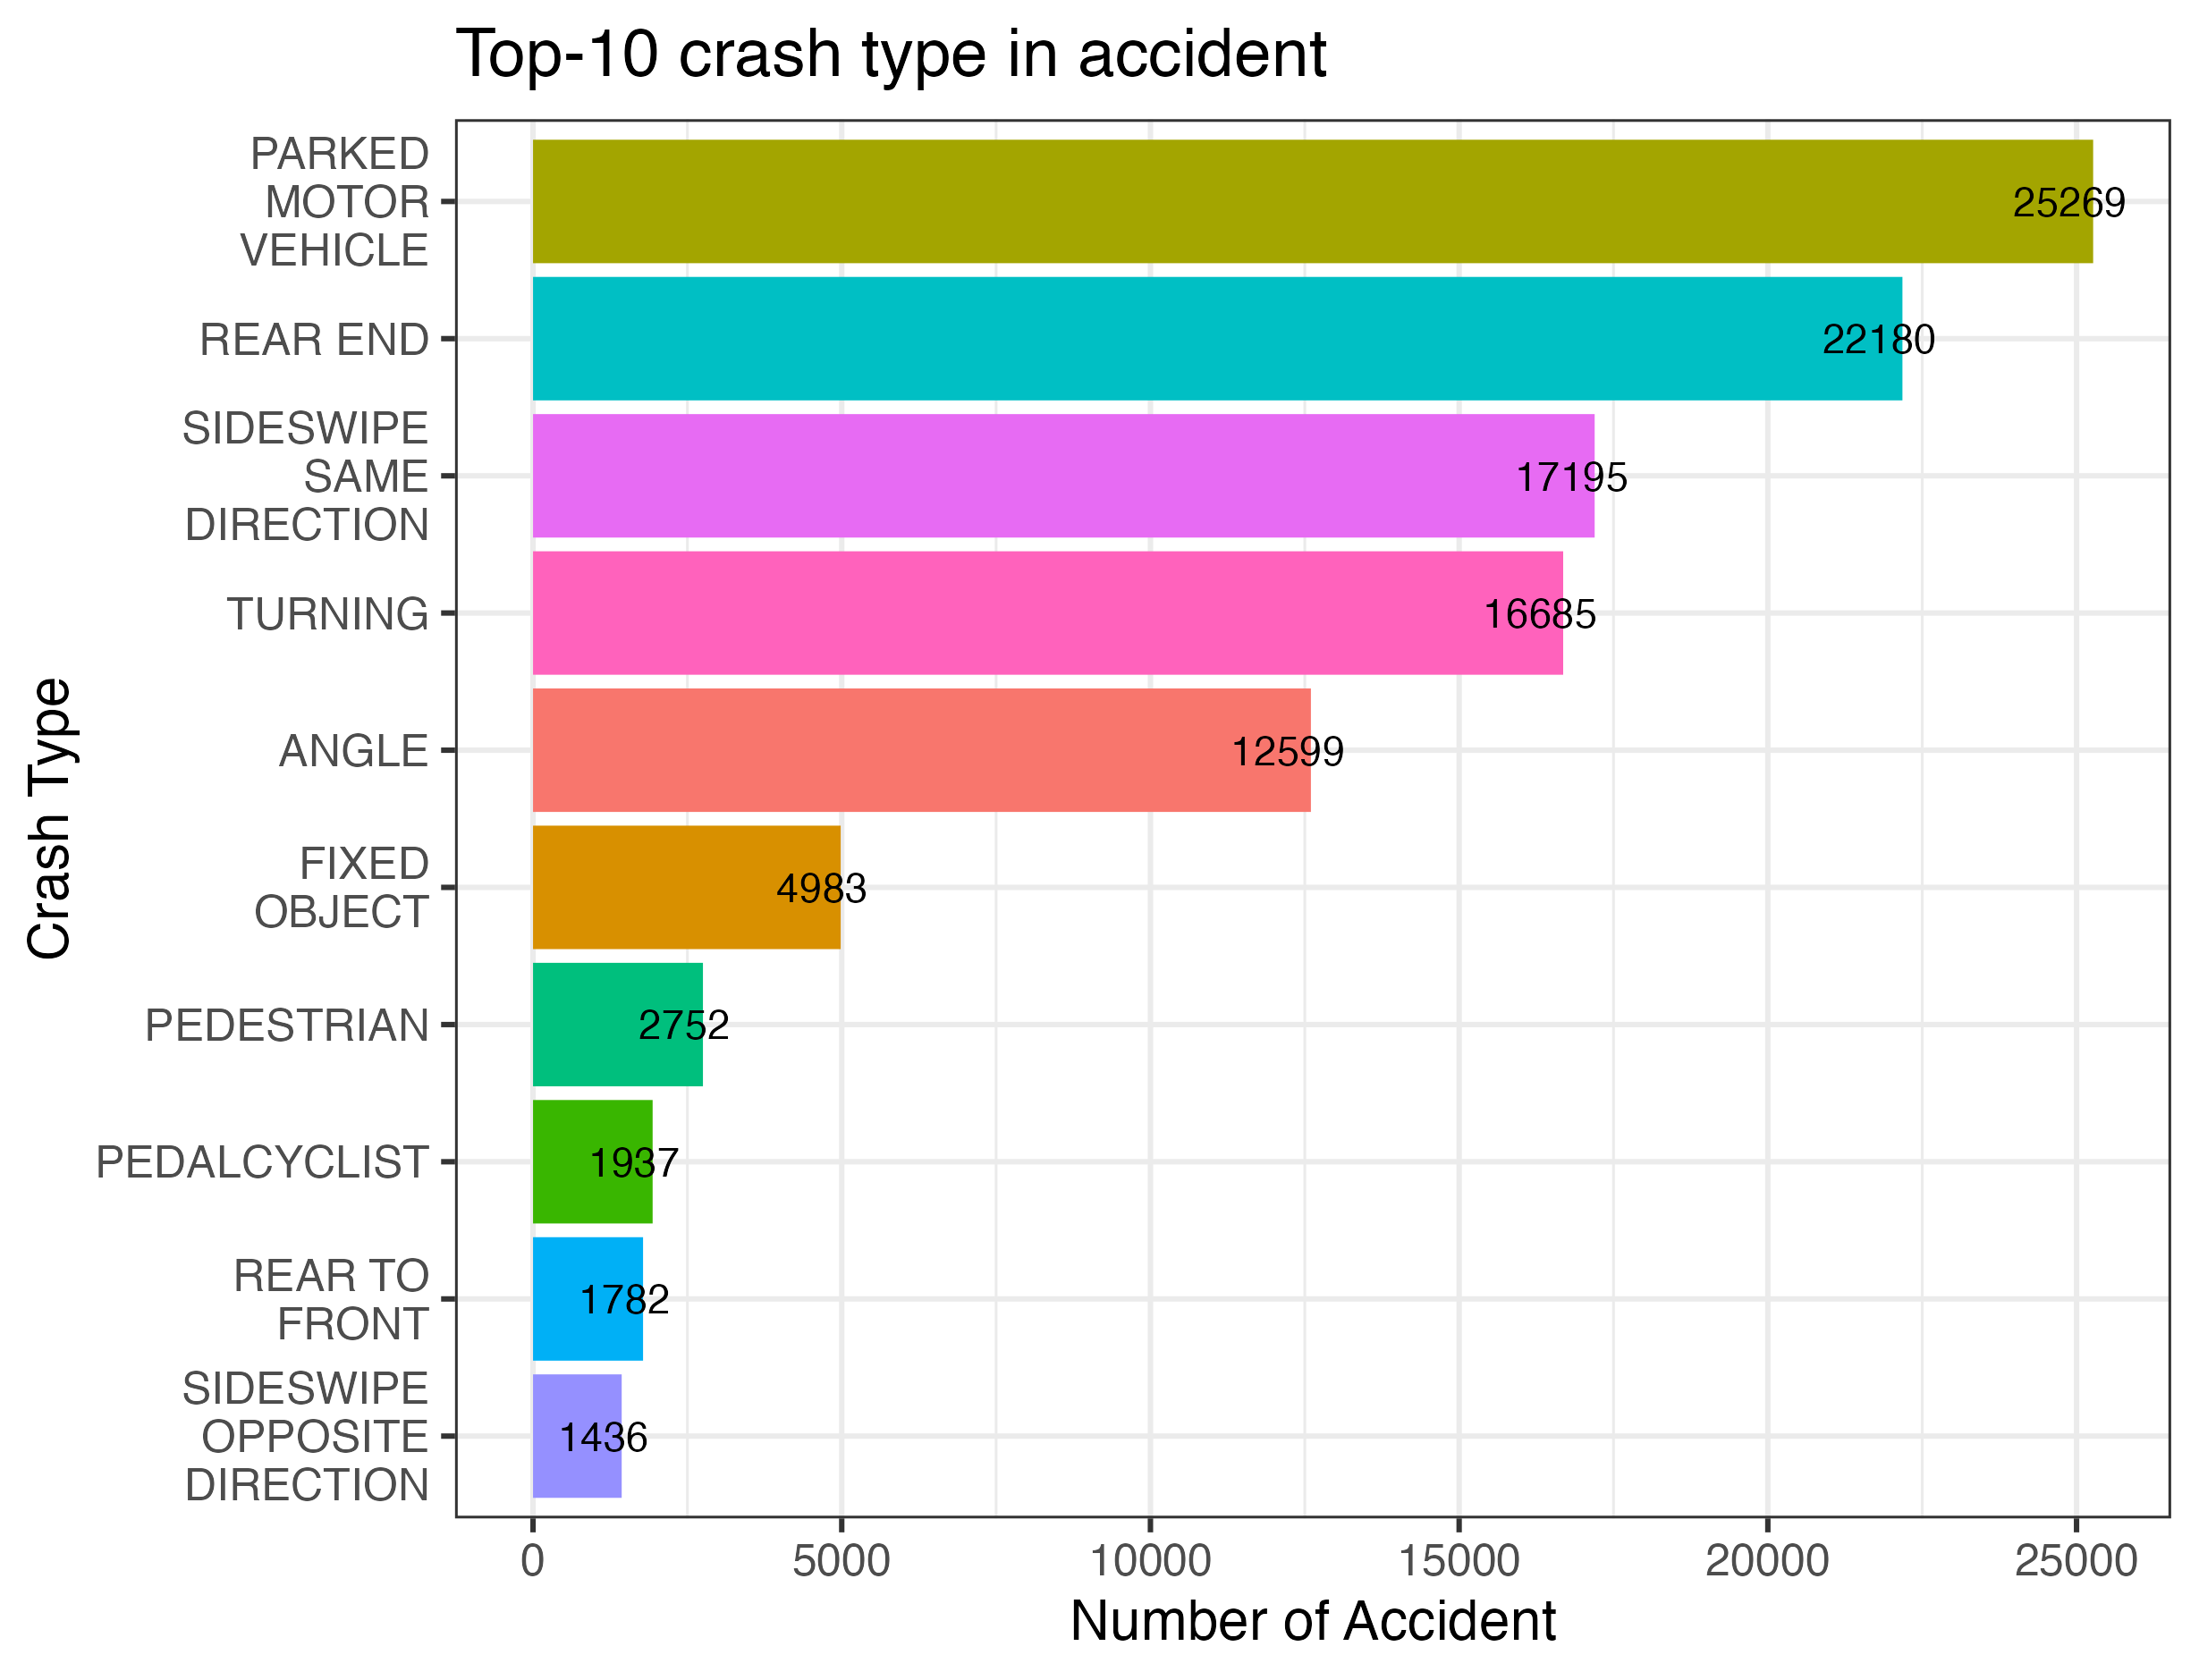 Top-10 crash type in accident
Crash Type
PARKED
MOTOR
VEHICLE
25269
REAR END
22180
SIDESWIPE
SAME
DIRECTION
17195
TURNING
16685
ANGLE
12599
FIXED
OBJECT
4983
PEDESTRIAN
2752
PEDALCYCLIST
1937
REAR TO
FRONT
1782
SIDESWIPE
OPPOSITE
DIRECTION
1436
0 5000 10000 15000 20000 25000
Number of Accident